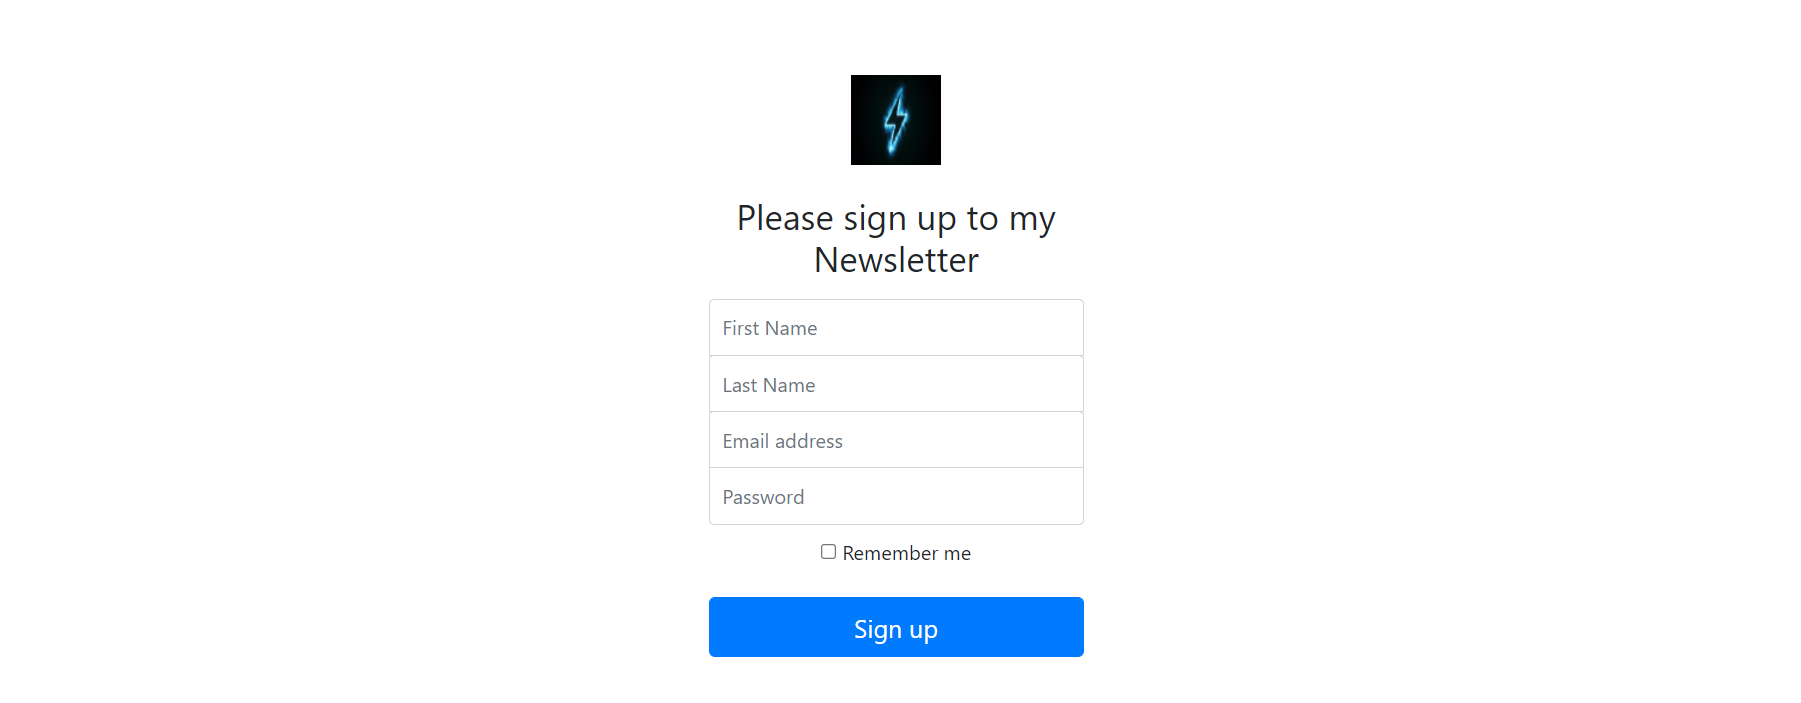 Please sign up to my
Newsletter
First Name
Last Name
Email address
Password
Remember me
Sign up